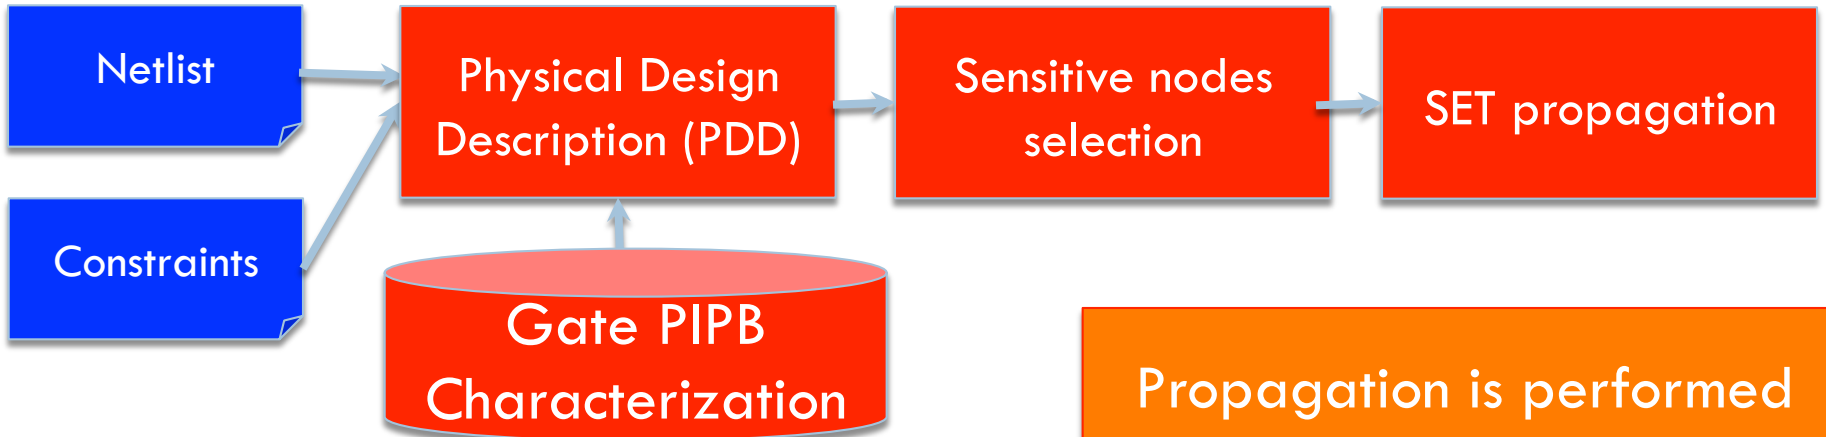 Netlist
Physical Design
Description (PDD)
Sensitive nodes
selection
SET propagation
Constraints
Gate PIPB
Characterization
Propagation is performed